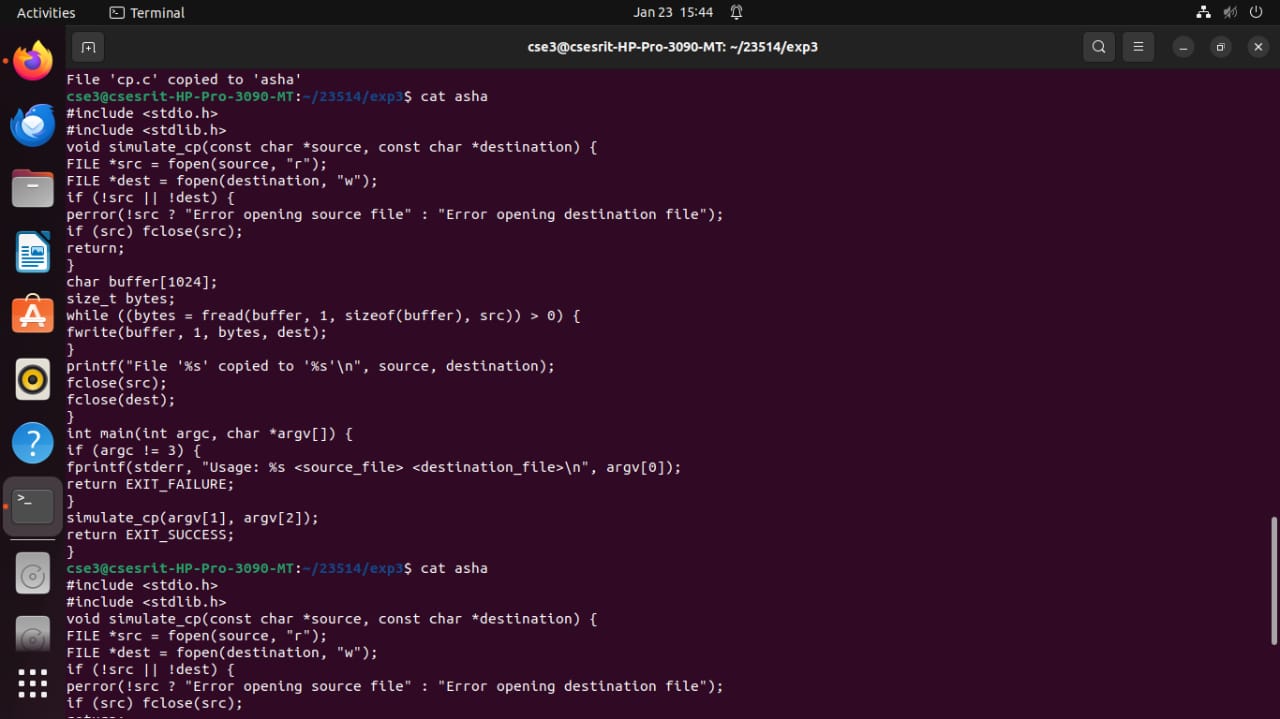 Activities
Terminal
Jan 23 15:44
cse3@csesrit-HP-Pro-3090-MT: ~/23514/exp3
File 'cp.c' copied to 'asha'
cse3@csesrit-HP-Pro-3090-MT:~/23514/exp3$ cat asha
#include <stdio.h>
#include <stdlib.h>
void simulate_cp(const char *source, const char *destination) {
FILE *src = fopen(source, "r");
FILE *dest = fopen(destination, "w");
if (!src || !dest) {
perror(!src ? "Error opening source file" : "Error opening destination file");
if (src) fclose(src);
return;
}
char buffer[1024];
size_t bytes;
while ((bytes = fread(buffer, 1, sizeof(buffer), src)) > 0) {
fwrite(buffer, 1, bytes, dest);
}
printf("File '%s' copied to '%s'\n", source, destination);
fclose(src);
fclose(dest);
}
int main(int argc, char *argv[]) {
if (argc != 3) {
fprintf(stderr, "Usage: %s <source_file> <destination_file>\n", argv[0]);
return EXIT_FAILURE;
}
simulate_cp(argv[1], argv[2]);
return EXIT_SUCCESS;
}
cse3@csesrit-HP-Pro-3090-MT:~/23514/exp3$ cat asha
#include <stdio.h>
#include <stdlib.h>
void simulate_cp(const char *source, const char *destination) {
FILE *src = fopen(source, "r");
FILE *dest = fopen(destination, "w");
if (!src || !dest) {
perror(!src ? "Error opening source file" : "Error opening destination file");
if (src) fclose(src);